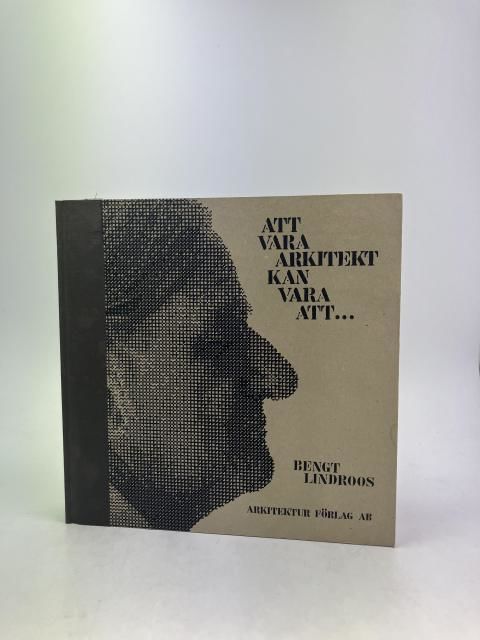 ATT
VARA
ARKITEKT
KAN
VARA
ATT...
BENGT
LINDROOS
ARKITEKTUR FÖRLAG AB